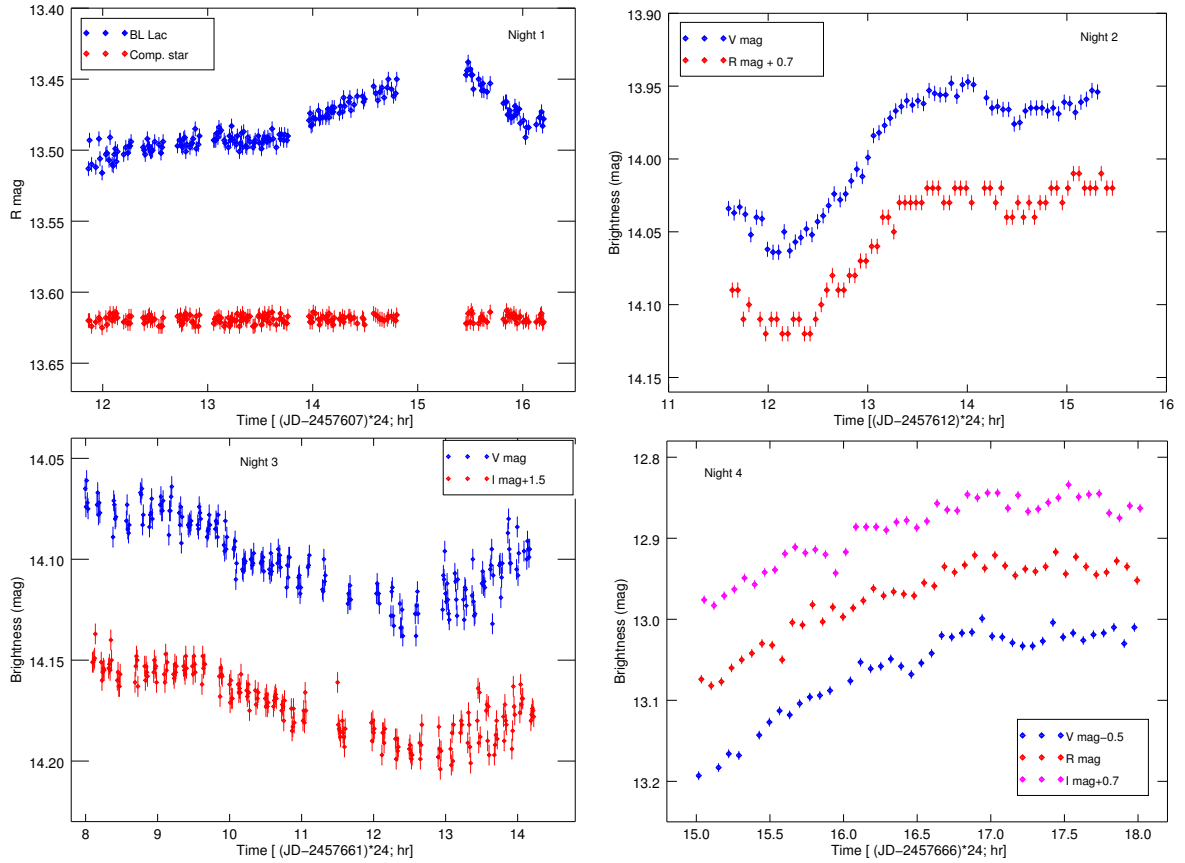 13.40
13.45
13.50
13.55
13.60
13.65
R mag
BL Lac
Comp. star
Night 1
12 13 14 15 16
Time [ (JD−2457607)*24; hr]
13.90
13.95
14.00
14.05
14.10
14.15
Brightness (mag)
V mag
R mag + 0.7
Night 2
11 12 13 14 15 16
Time [(JD−2457612)*24; hr]
14.05
14.10
14.15
14.20
Brightness (mag)
Night 3
V mag
I mag+1.5
8 9 10 11 12 13 14
Time [ (JD−2457661)*24; hr]
12.8
12.9
13.0
13.1
13.2
Brightness (mag)
Night 4
V mag−0.5
R mag
I mag+0.7
15.0 15.5 16.0 16.5 17.0 17.5 18.0
Time [ (JD−2457666)*24; hr]